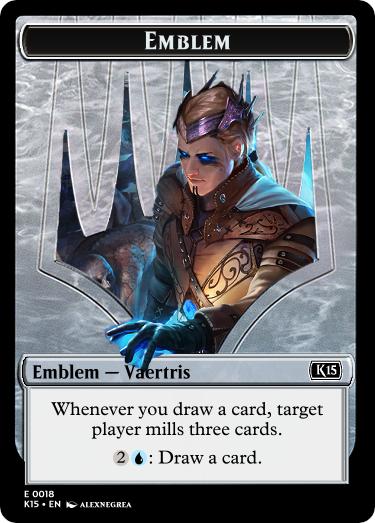 EMBLEM
Emblem — Vaertris
K15
Whenever you draw a card, target
player mills three cards.
2 : Draw a card.
E 0018
K15 • EN ALEXNEGREA